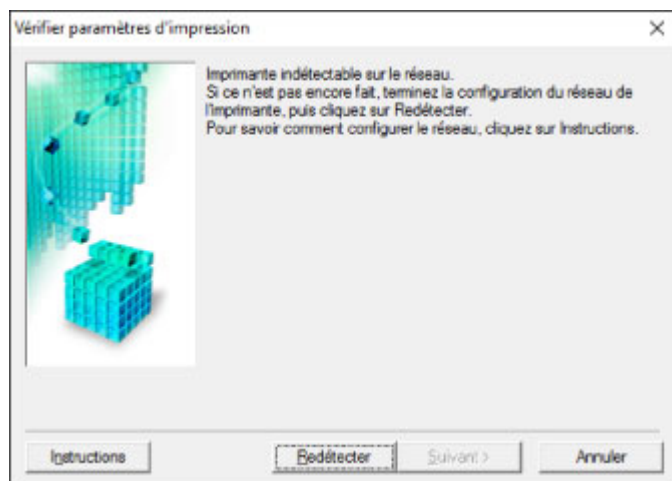 Vérifier paramètres d'impression
Imprimante indétectable sur le réseau.
Si ce n'est pas encore fait, terminez la configuration du réseau de
l'imprimante, puis cliquez sur Redétecter.
Pour savoir comment configurer le réseau, cliquez sur Instructions.
Instructions
Redétecter
Suivant >
Annuler